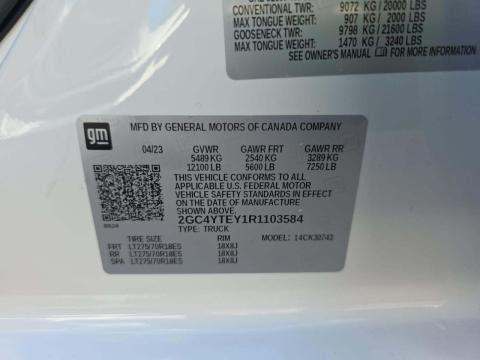 CONVENTIONAL TWR: 9072 KG / 20000 LBS
MAX TONGUE WEIGHT: 907 KG / 2000 LBS
GOOSENECK TWR: 9798 KG / 21600 LBS
MAX TONGUE WEIGHT: 1470 KG / 3240 LBS
SEE OWNER'S MANUAL FOR MORE INFORMATION
gm
MFD BY GENERAL MOTORS OF CANADA COMPANY
04/23 GVWR GAWR FRT GAWR RR
5489 KG 2540 KG 3289 KG
12100 LB 5600 LB 7250 LB
THIS VEHICLE CONFORMS TO ALL
APPLICABLE U.S. FEDERAL MOTOR
VEHICLE SAFETY STANDARDS IN EFFECT
ON THE DATE OF MANUFACTURE SHOWN
ABOVE.
2GC4YTEY1R1103584
TYPE: TRUCK
TIRE SIZE RIM MODEL: 14CK30743
FRT LT275/70R18ES 18X8J
RR LT275/70R18ES 18X8J
SPA LT275/70R18ES 18X8J